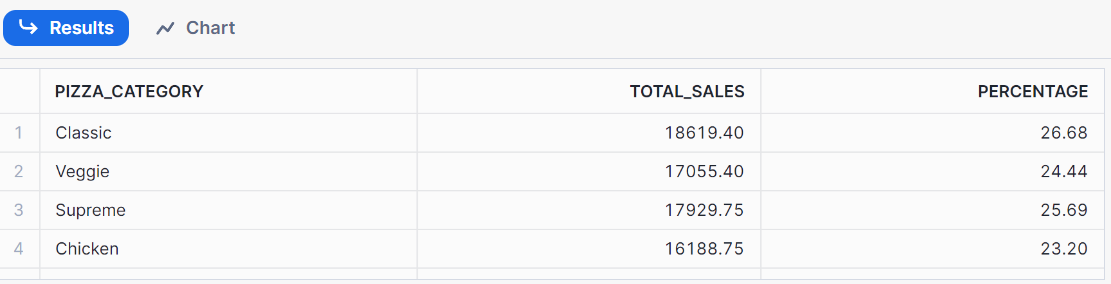 Results Chart
PIZZA_CATEGORY TOTAL_SALES PERCENTAGE
1 Classic 18619.40 26.68
2 Veggie 17055.40 24.44
3 Supreme 17929.75 25.69
4 Chicken 16188.75 23.20